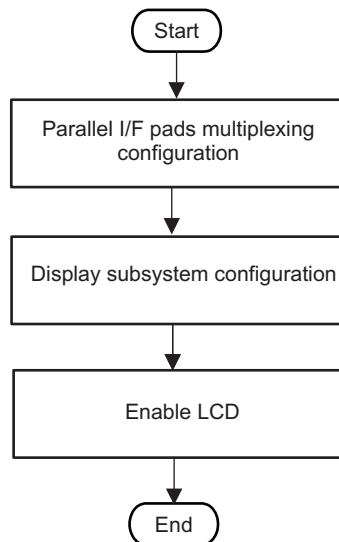 Start
Parallel I/F pads multiplexing
configuration
Display subsystem configuration
Enable LCD
End